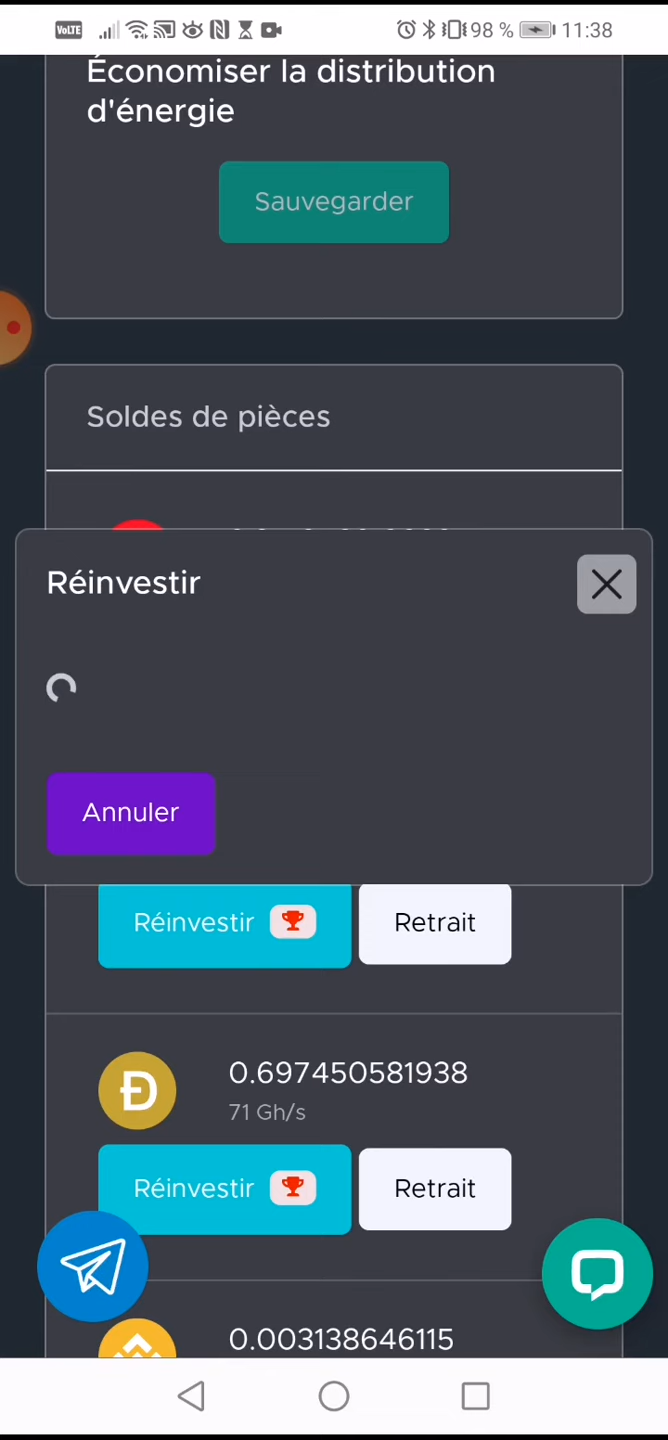 VoLTE 98 % 11:38
Économiser la distribution
d'énergie
Sauvegarder
Soldes de pièces
Réinvestir
Annuler
Réinvestir Retrait
0.697450581938
71 Gh/s
Réinvestir Retrait
0.003138646115